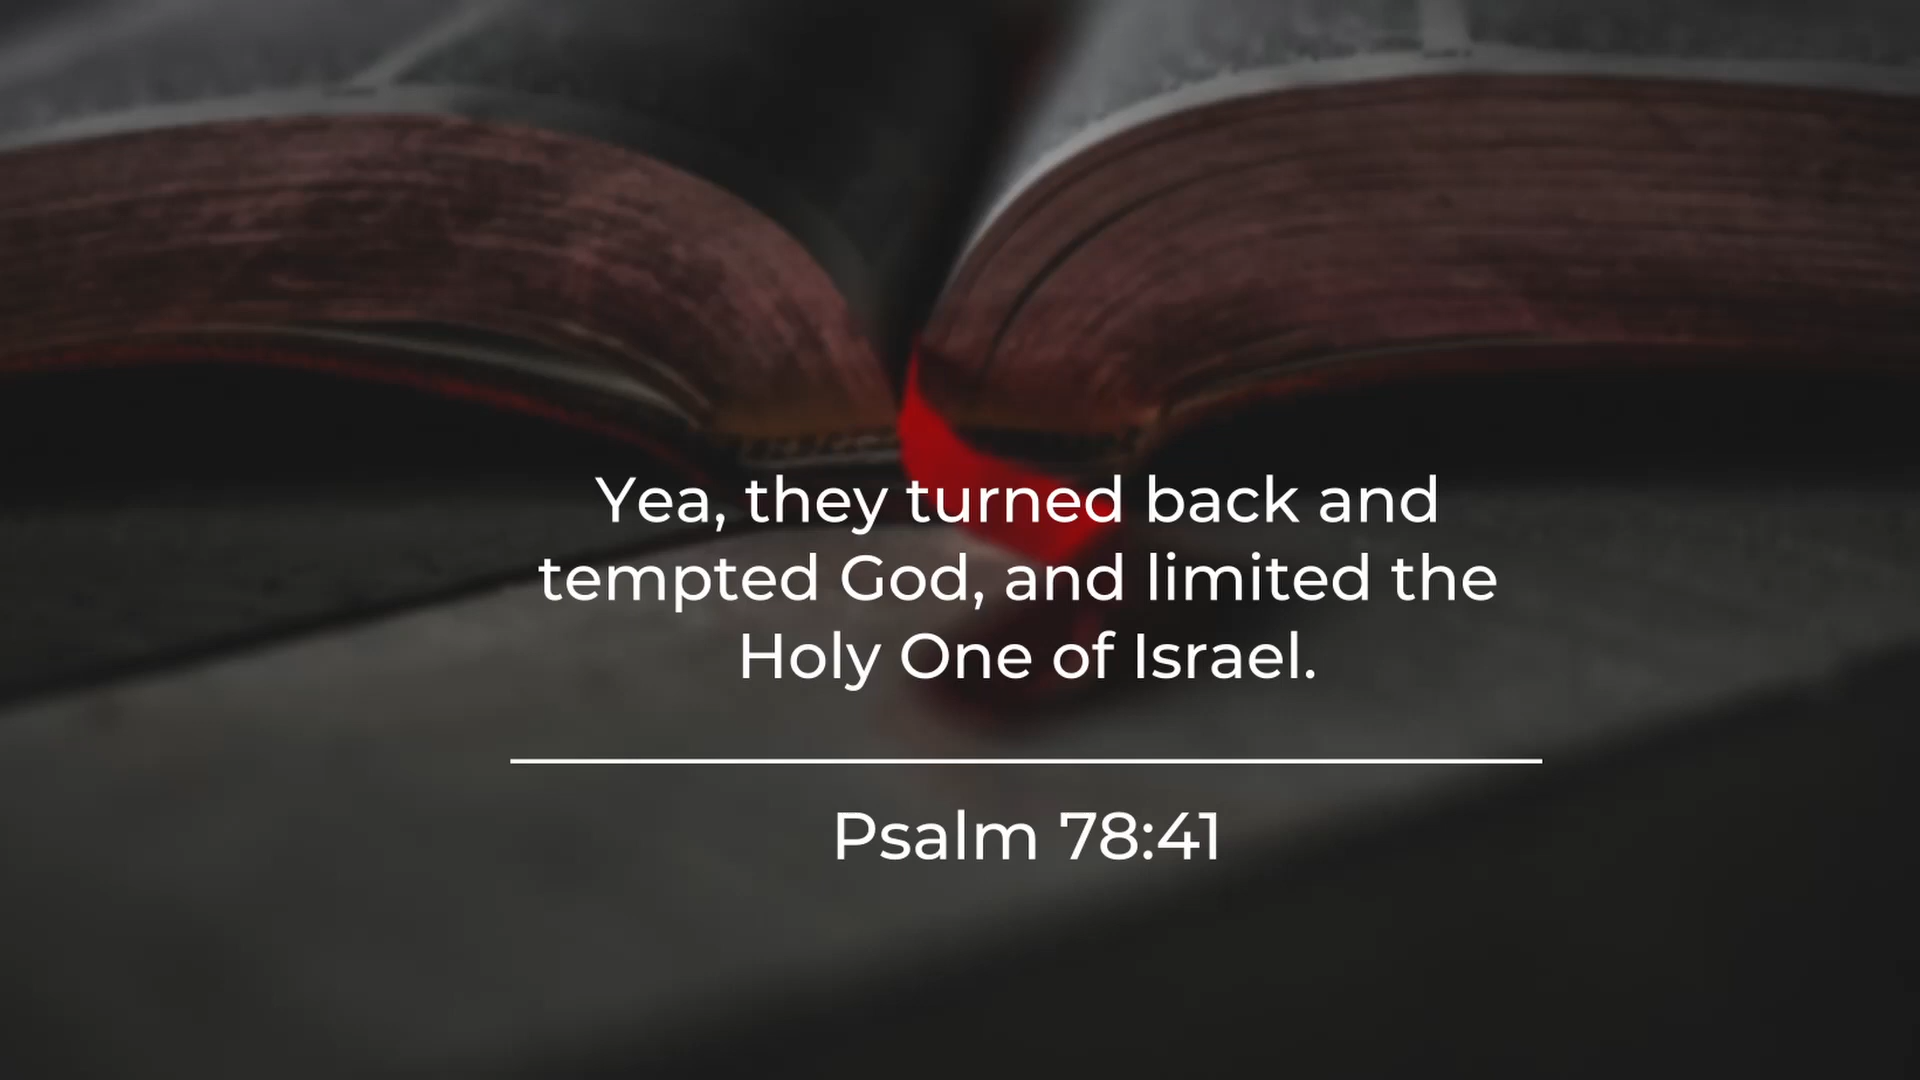 Yea, they turned back and
tempted God, and limited the
Holy One of Israel.
Psalm 78:41